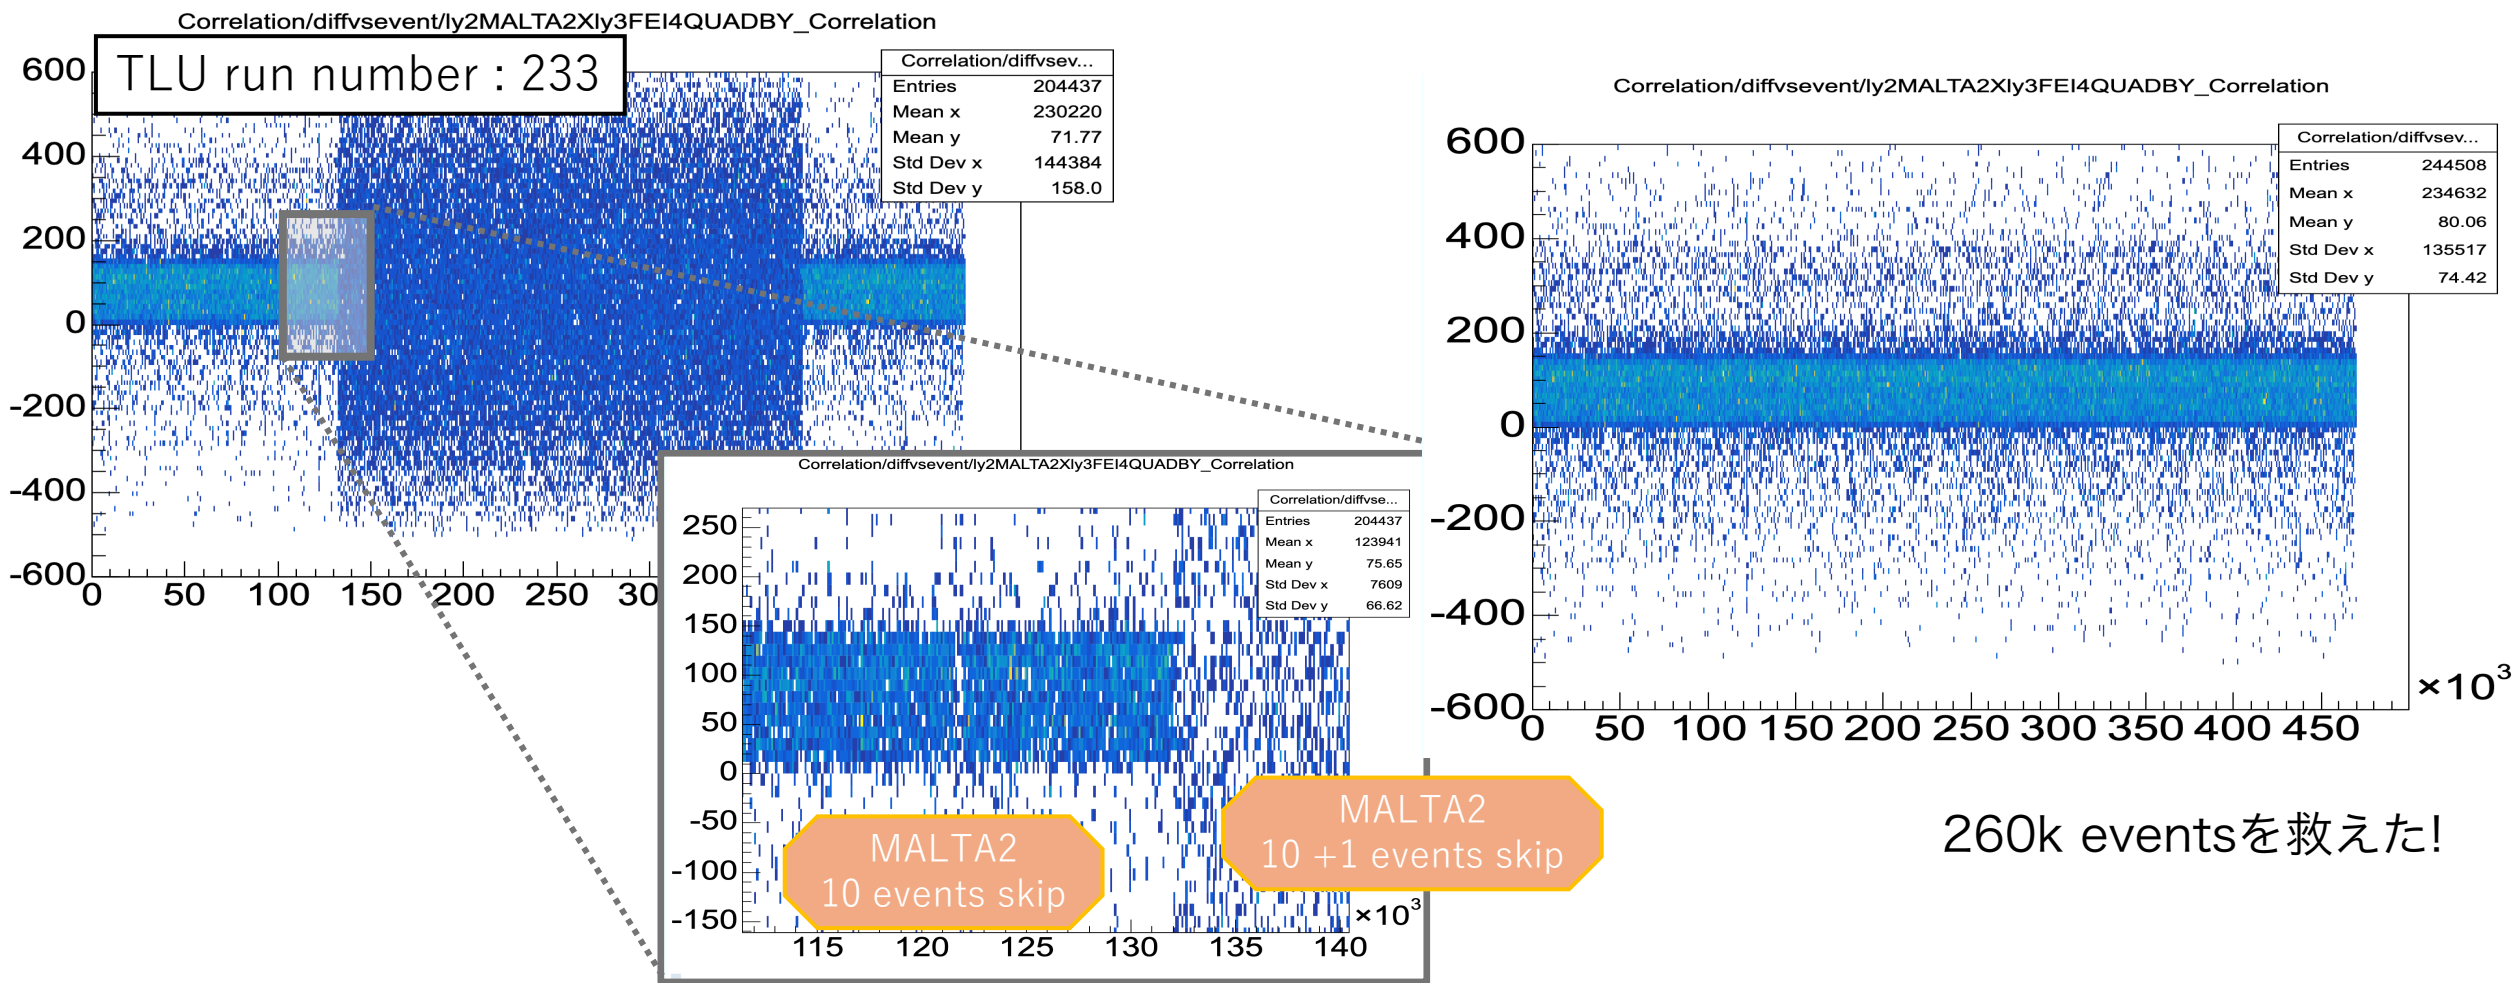 Correlation/diffvsevent/ly2MALTA2Xly3FEI4QUADBY_Correlation
TLU run number : 233
Correlation/diffvsev...
Entries 204437
Mean x 230220
Mean y 71.77
Std Dev x 144384
Std Dev y 158.0
600
400
200
0
-200
-400
-600
0 50 100 150 200 250 30
Correlation/diffvsevent/ly2MALTA2Xly3FEI4QUADBY_Correlation
Correlation/diffvse...
Entries 204437
Mean x 123941
Mean y 75.65
Std Dev x 7609
Std Dev y 66.62
250
200
150
100
50
0
-50
-100
-150
115 120 125 130 135 140
×10³
MALTA2
10 events skip
MALTA2
10 +1 events skip
Correlation/diffvsevent/ly2MALTA2Xly3FEI4QUADBY_Correlation
Correlation/diffvsev...
Entries 244508
Mean x 234632
Mean y 80.06
Std Dev x 135517
Std Dev y 74.42
600
400
200
0
-200
-400
-600
0 50 100 150 200 250 300 350 400 450
×10³
260k eventsを救えた!